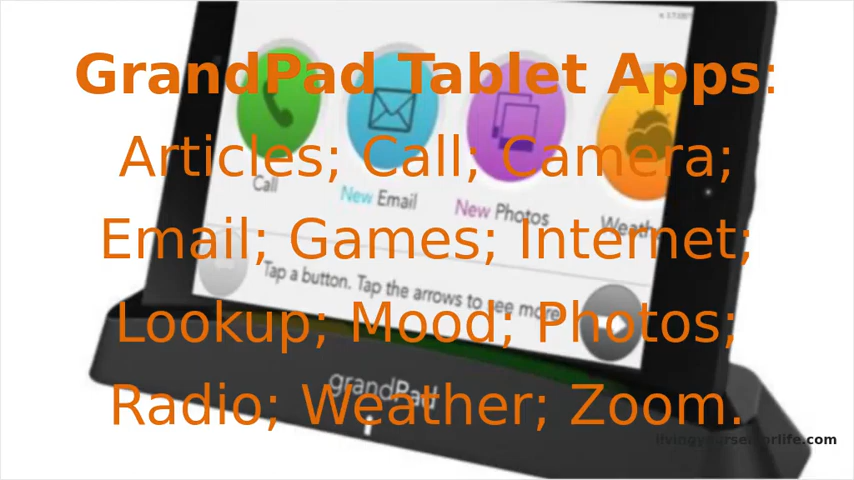 GrandPad Tablet Apps:
Articles; Call; Camera;
Email; Games; Internet;
Lookup; Mood; Photos;
Radio; Weather; Zoom.
Call
New Email
New Photos
Tap a button. Tap the arrows to see more
grandPad
livingyourseniorlife.com